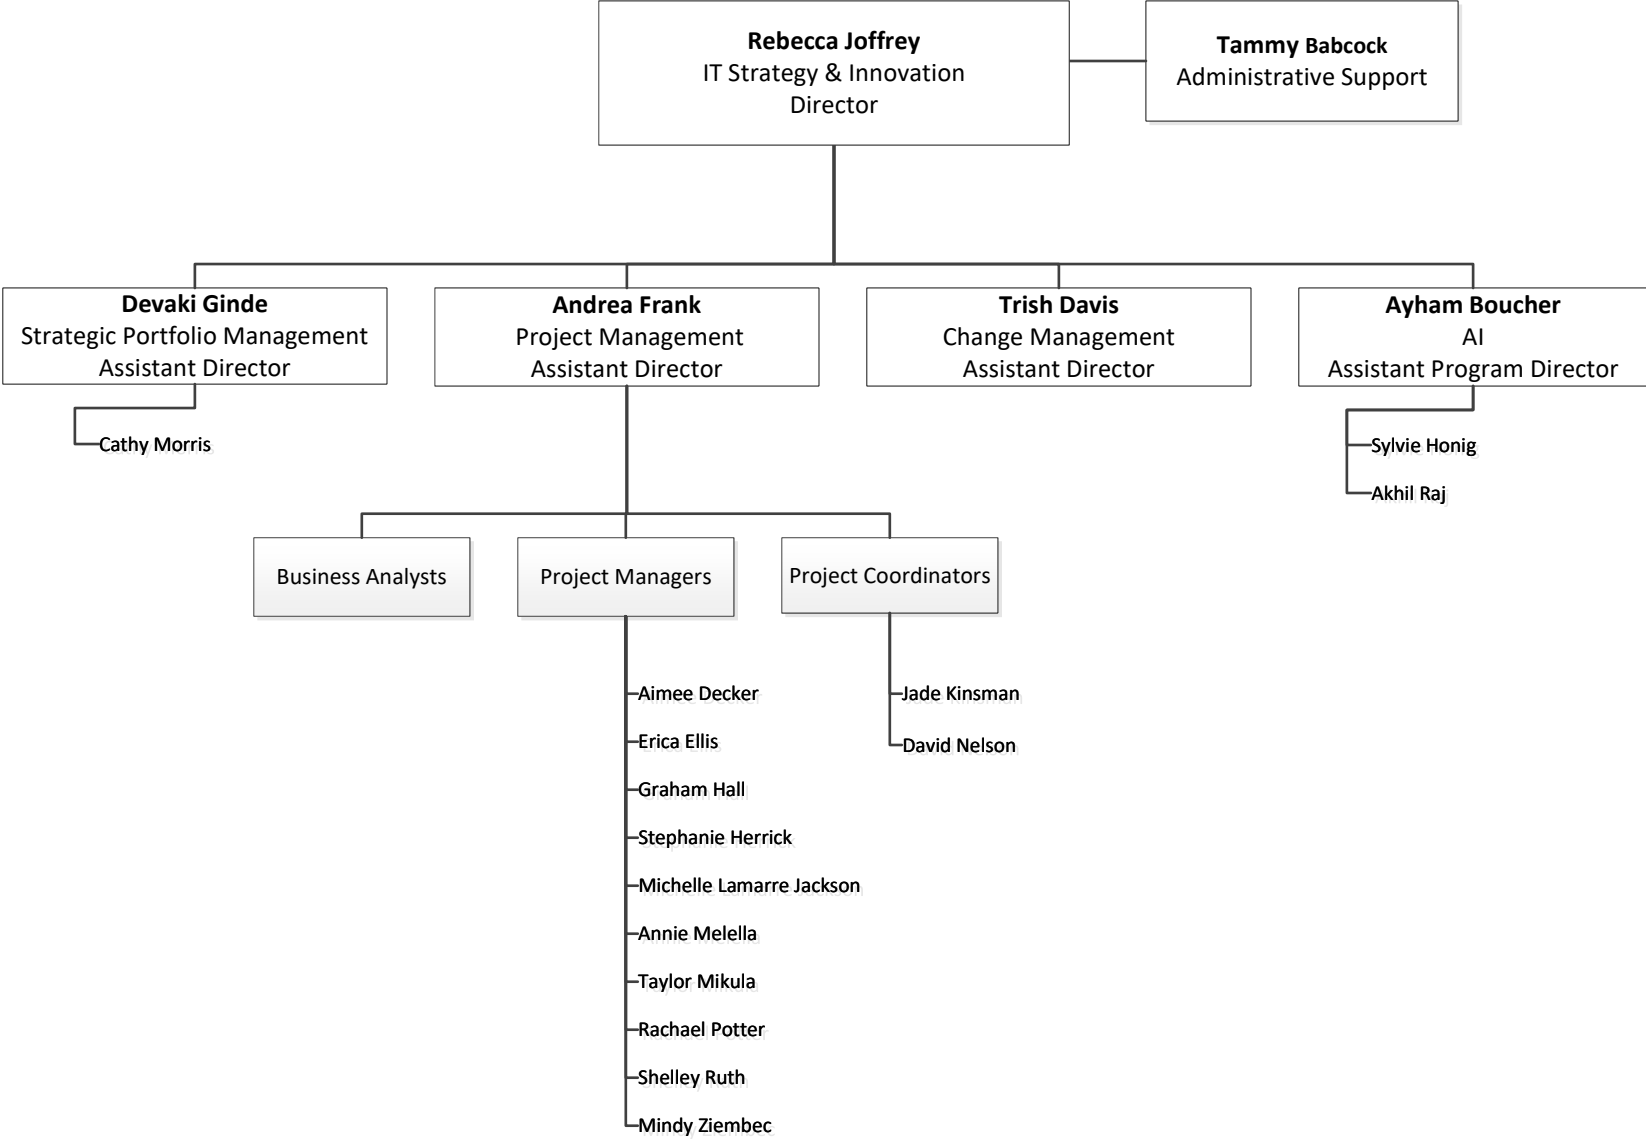 Rebecca Joffrey
IT Strategy & Innovation
Director
Tammy Babcock
Administrative Support
Devaki Ginde
Strategic Portfolio Management
Assistant Director
Andrea Frank
Project Management
Assistant Director
Trish Davis
Change Management
Assistant Director
Ayham Boucher
AI
Assistant Program Director
Cathy Morris
Sylvie Honig
Akhil Raj
Business Analysts
Project Managers
Project Coordinators
Aimee Decker
Erica Ellis
Graham Hall
Stephanie Herrick
Michelle Lamarre Jackson
Annie Melella
Taylor Mikula
Rachael Potter
Shelley Ruth
Mindy Ziembec
Jade Kinsman
David Nelson